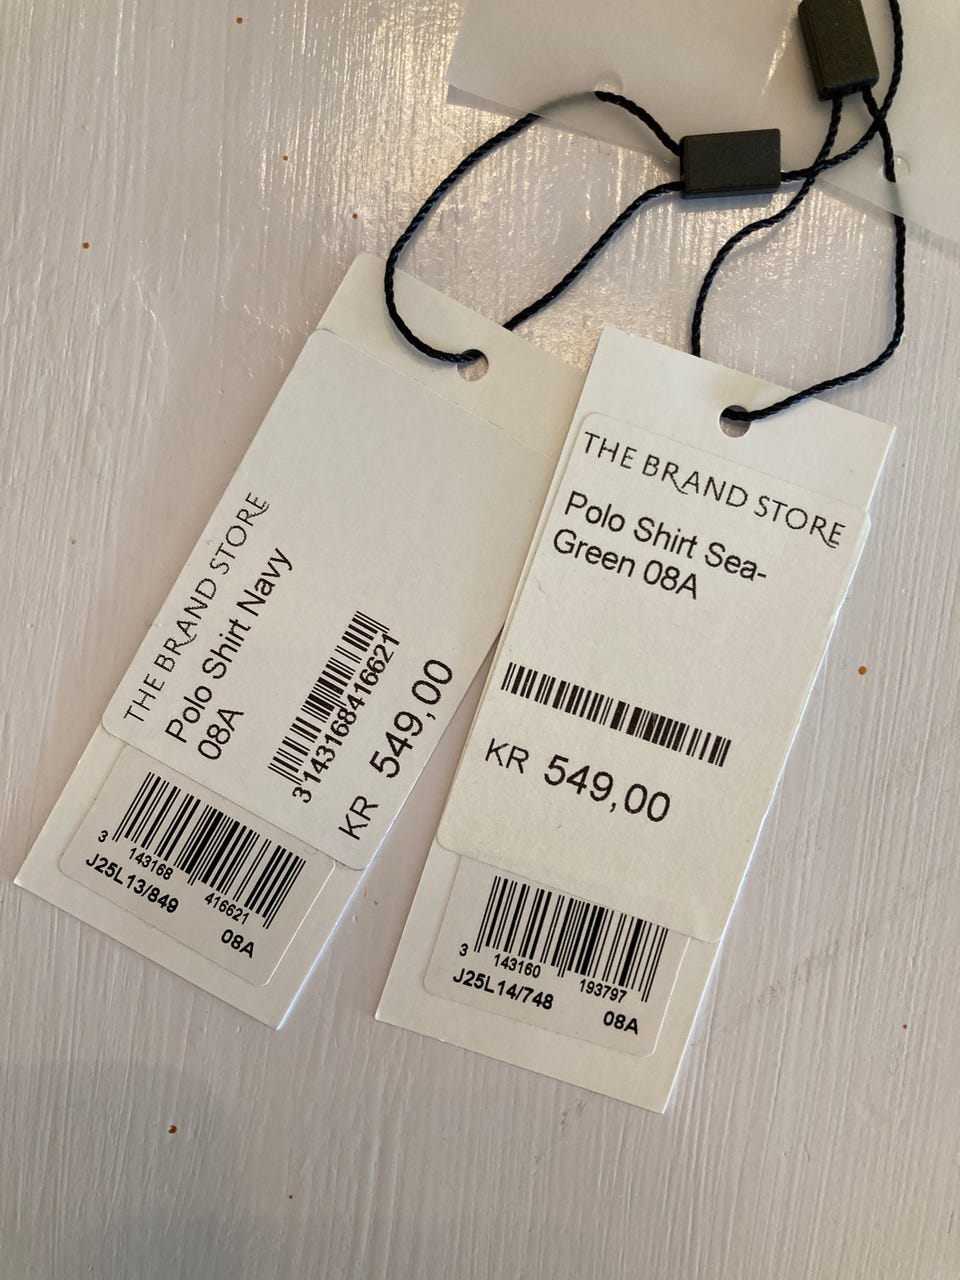 THE BRAND STORE
Polo Shirt Navy
08A
3143168416621
KR 549,00
3 143168 416621
J25L13/849
08A
THE BRAND STORE
Polo Shirt Sea-
Green 08A
KR 549,00
3 143160 193797
J25L14/748
08A